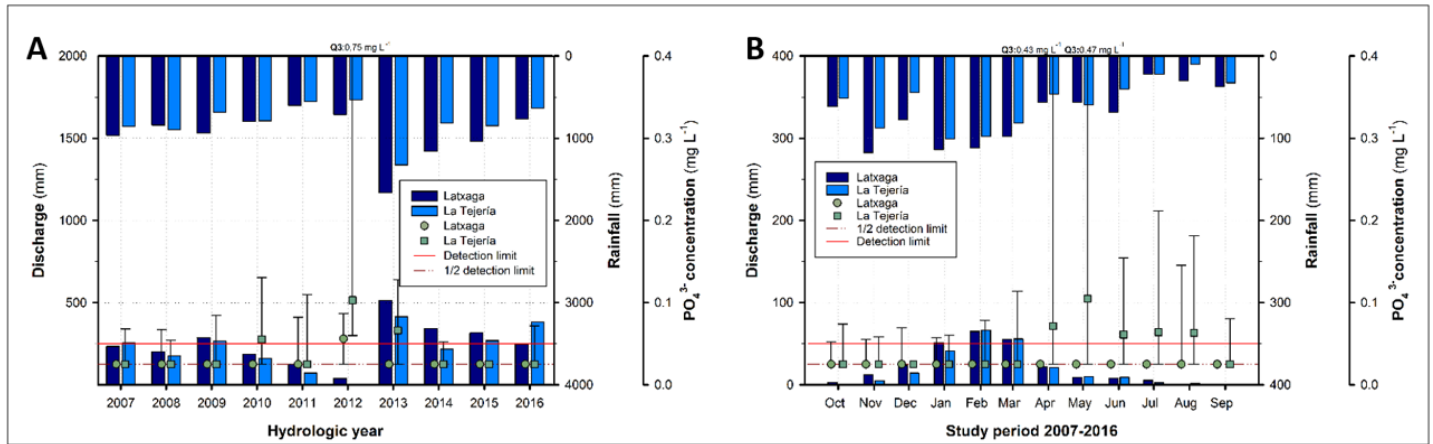 A
Q3:0,75 mg L⁻¹
2000
1500
1000
500
Discharge (mm)
0
1000
2000
3000
4000
Rainfall (mm)
0.4
0.3
0.2
0.1
0.0
PO₄³⁻ concentration (mg L⁻¹)
Latxaga
La Tejería
Latxaga
La Tejería
Detection limit
1/2 detection limit
2007 2008 2009 2010 2011 2012 2013 2014 2015 2016
Hydrologic year
B
Q3:0.43 mg L⁻¹ Q3:0.47 mg L⁻¹
400
300
200
100
0
Discharge (mm)
0
100
200
300
400
Rainfall (mm)
0.4
0.3
0.2
0.1
0.0
PO₄³⁻ concentration (mg L⁻¹)
Latxaga
La Tejería
Latxaga
La Tejería
1/2 detection limit
Detection limit
Oct Nov Dec Jan Feb Mar Apr May Jun Jul Aug Sep
Study period 2007-2016